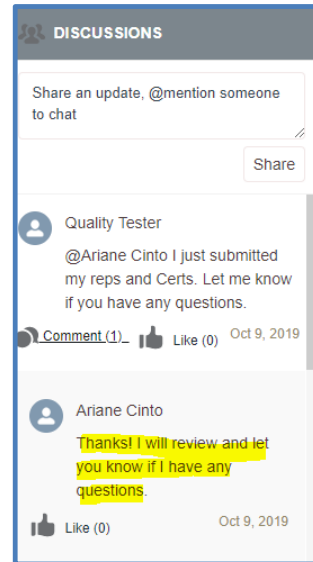 DISCUSSIONS
Share an update, @mention someone
to chat
Share
Quality Tester
@Ariane Cinto I just submitted
my reps and Certs. Let me know
if you have any questions.
Comment (1) Like (0) Oct 9, 2019
Ariane Cinto
Thanks! I will review and let
you know if I have any
questions.
Like (0) Oct 9, 2019